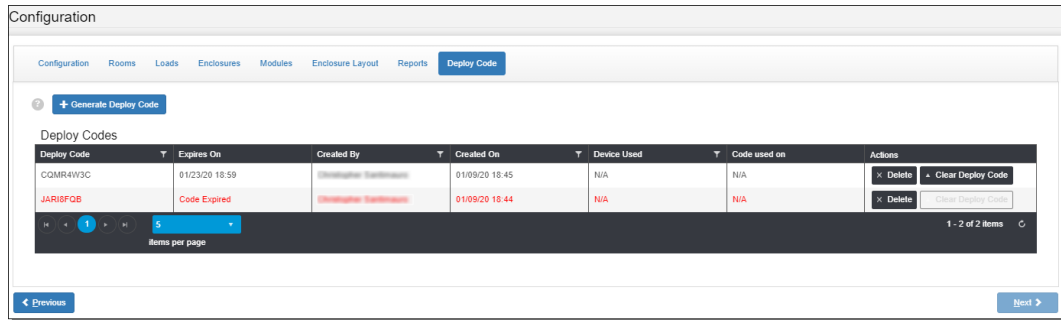 Configuration
Configuration Rooms Loads Enclosures Modules Enclosure Layout Reports Deploy Code
? + Generate Deploy Code
Deploy Codes
Deploy Code Expires On Created By Created On Device Used Code used on Actions
CQMR4W3C 01/23/20 18:59 01/09/20 18:45 N/A N/A × Delete Clear Deploy Code
JARI8FQB Code Expired 01/09/20 18:44 N/A N/A × Delete Clear Deploy Code
1 5 1 - 2 of 2 items
items per page
Previous Next